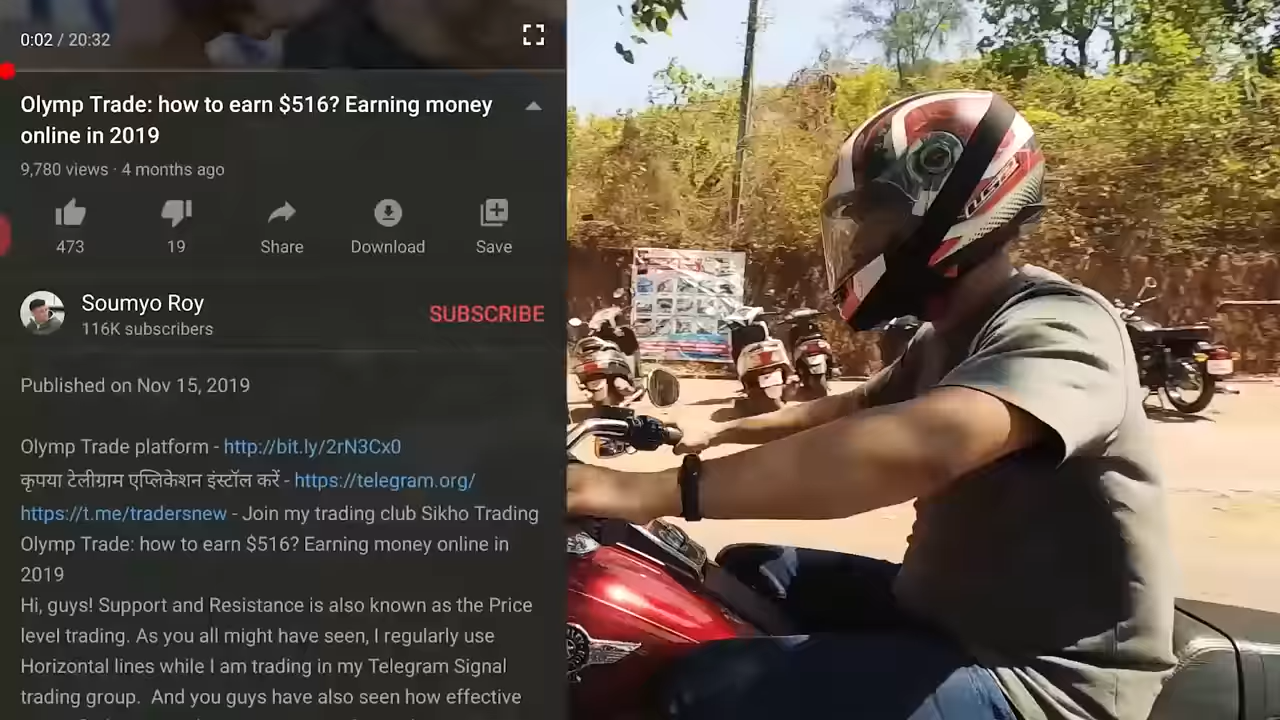 0:02 / 20:32
Olymp Trade: how to earn $516? Earning money
online in 2019
9,780 views · 4 months ago
473
19
Share
Download
Save
Soumyo Roy
116K subscribers
SUBSCRIBE
Published on Nov 15, 2019
Olymp Trade platform - http://bit.ly/2rN3Cx0
कृपया टेलीग्राम एप्लिकेशन इंस्टॉल करें - https://telegram.org/
https://t.me/tradersnew - Join my trading club Sikho Trading
Olymp Trade: how to earn $516? Earning money online in
2019
Hi, guys! Support and Resistance is also known as the Price
level trading. As you all might have seen, I regularly use
Horizontal lines while I am trading in my Telegram Signal
trading group.  And you guys have also seen how effective